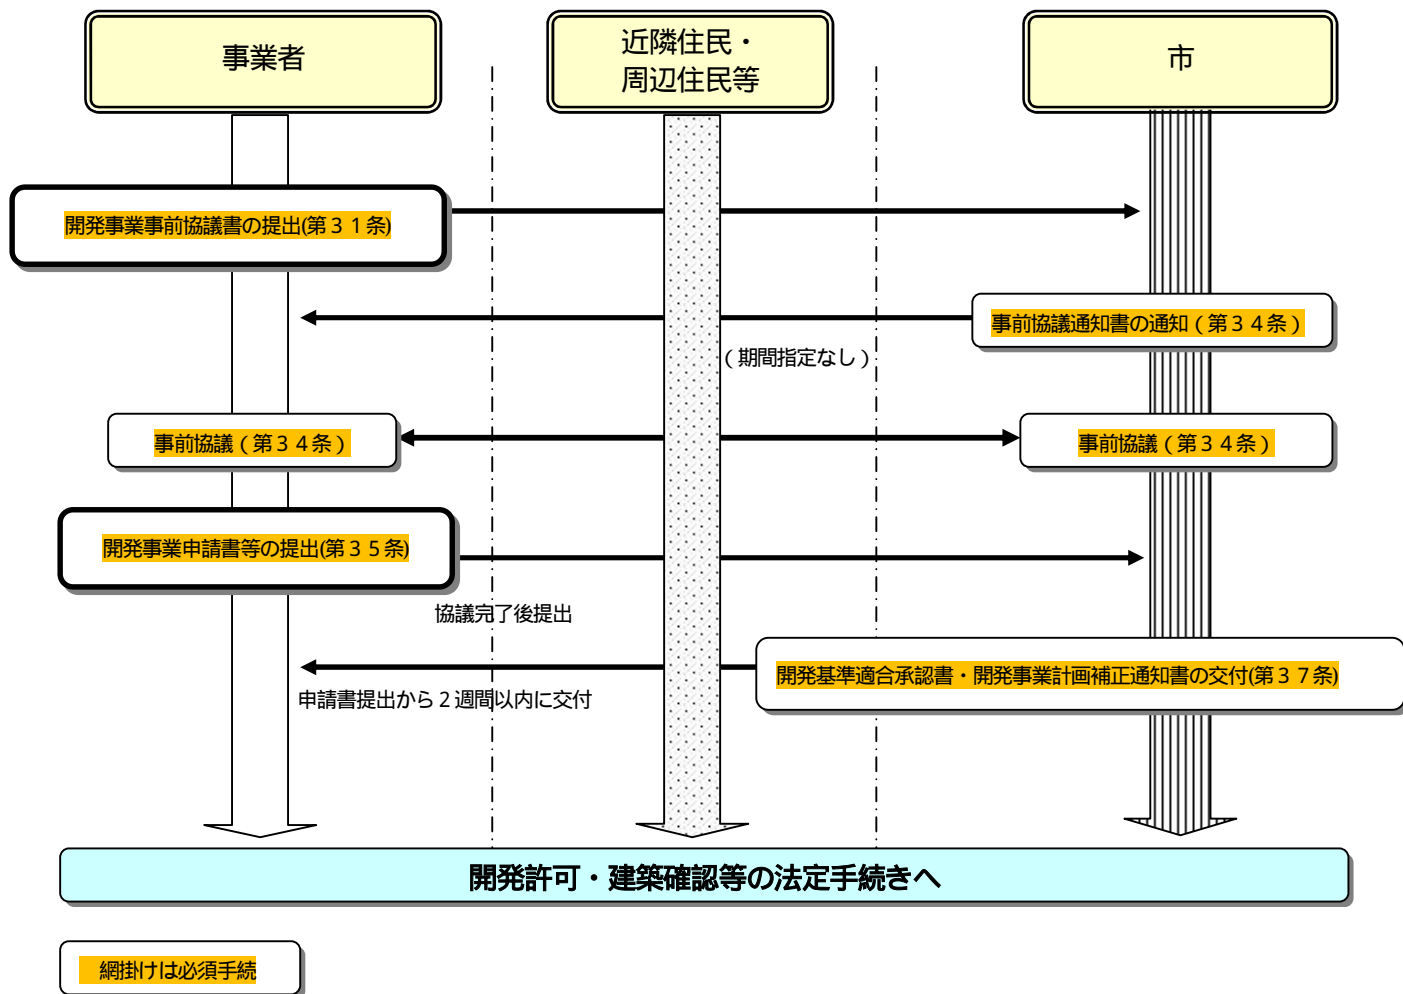 事業者
近隣住民・
周辺住民等
市
開発事業事前協議書の提出(第３１条)
事前協議通知書の通知（第３４条）
（期間指定なし）
事前協議（第３４条）
事前協議（第３４条）
開発事業申請書等の提出(第３５条)
協議完了後提出
開発基準適合承認書・開発事業計画補正通知書の交付(第３７条)
申請書提出から２週間以内に交付
開発許可・建築確認等の法定手続きへ
網掛けは必須手続